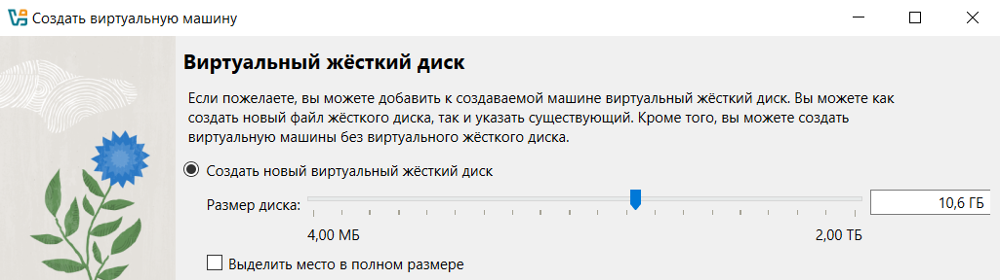 Создать виртуальную машину
Виртуальный жёсткий диск
Если пожелаете, вы можете добавить к создаваемой машине виртуальный жёсткий диск. Вы можете как
создать новый файл жёсткого диска, так и указать существующий. Кроме того, вы можете создать
виртуальную машины без виртуального жёсткого диска.
Создать новый виртуальный жёсткий диск
Размер диска:
10,6 ГБ
4,00 МБ
2,00 ТБ
Выделить место в полном размере